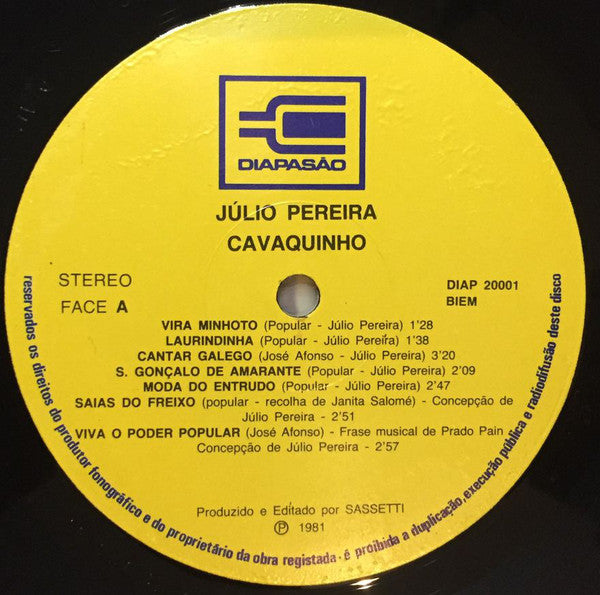 DIAPASÃO
JÚLIO PEREIRA
CAVAQUINHO
STEREO
FACE A
DIAP 20001
BIEM
VIRA MINHOTO (Popular - Júlio Pereira) 1'28
LAURINDINHA (Popular - Júlio Pereira) 1'38
CANTAR GALEGO (José Afonso - Júlio Pereira) 3'20
S. GONÇALO DE AMARANTE (Popular - Júlio Pereira) 2'09
MODA DO ENTRUDO (Popular - Júlio Pereira) 2'47
SAIAS DO FREIXO (popular - recolha de Janita Salomé) - Concepção de
Júlio Pereira - 2'51
VIVA O PODER POPULAR (José Afonso) - Frase musical de Prado Pain -
Concepção de Júlio Pereira - 2'57
Produzido e Editado por SASSETTI
Ⓟ 1981
reservados os direitos do produtor fonográfico e do proprietário da obra registada - é proibida a duplicação, execução pública e radiodifusão deste disco